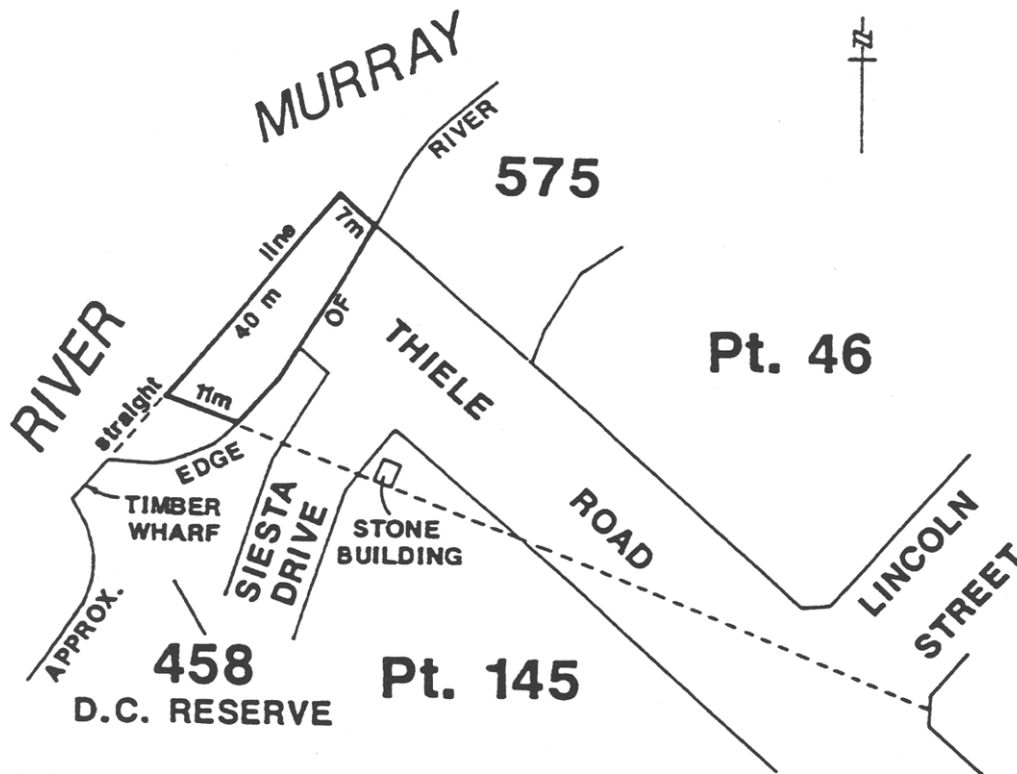 MURRAY
RIVER
N
RIVER
575
7m
line
40 m
OF
THIELE
ROAD
Pt. 46
straight
11m
EDGE
TIMBER
WHARF
SIESTA
DRIVE
STONE
BUILDING
LINCOLN
STREET
APPROX.
458
D.C. RESERVE
Pt. 145